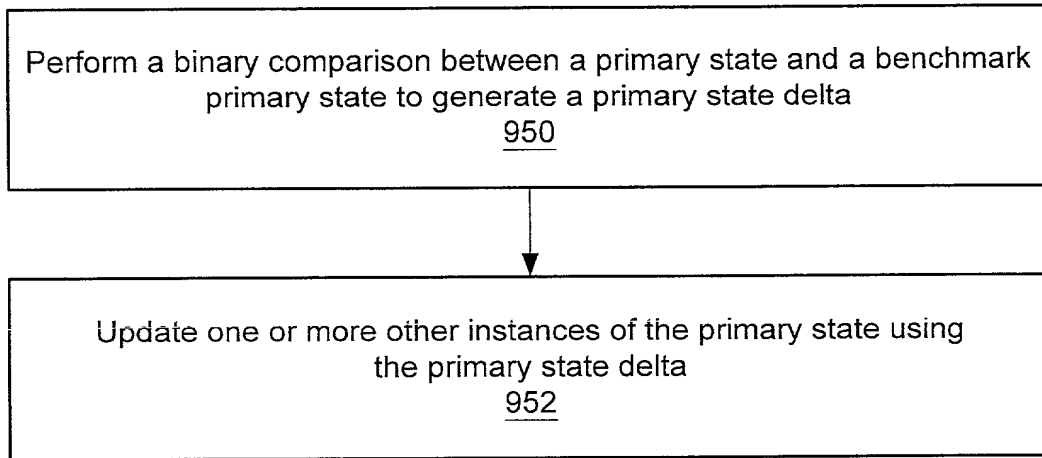 Perform a binary comparison between a primary state and a benchmark
primary state to generate a primary state delta
950
Update one or more other instances of the primary state using
the primary state delta
952